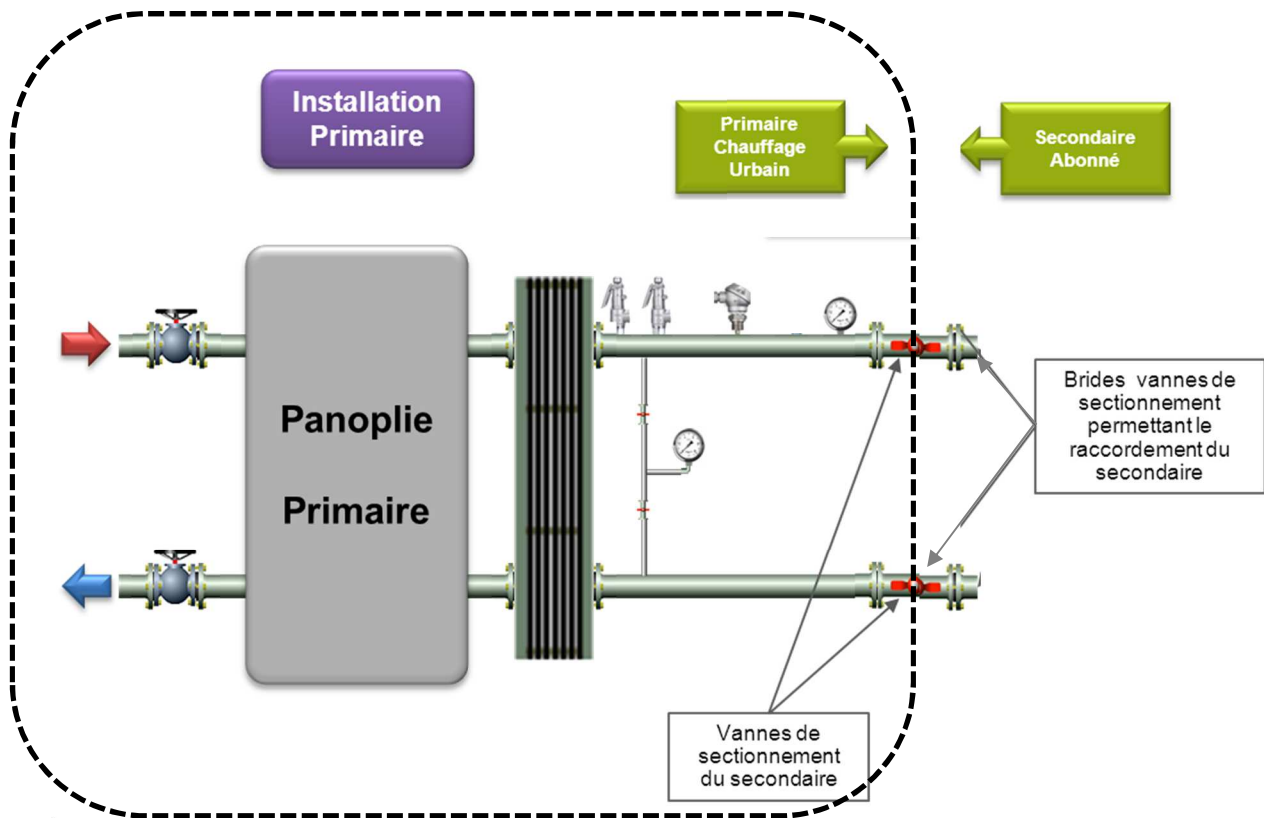 Installation
Primaire
Primaire
Chauffage
Urbain
Secondaire
Abonné
Panoplie
Primaire
Brides vannes de
sectionnement
permettant le
raccordement du
secondaire
Vannes de
sectionnement
du secondaire